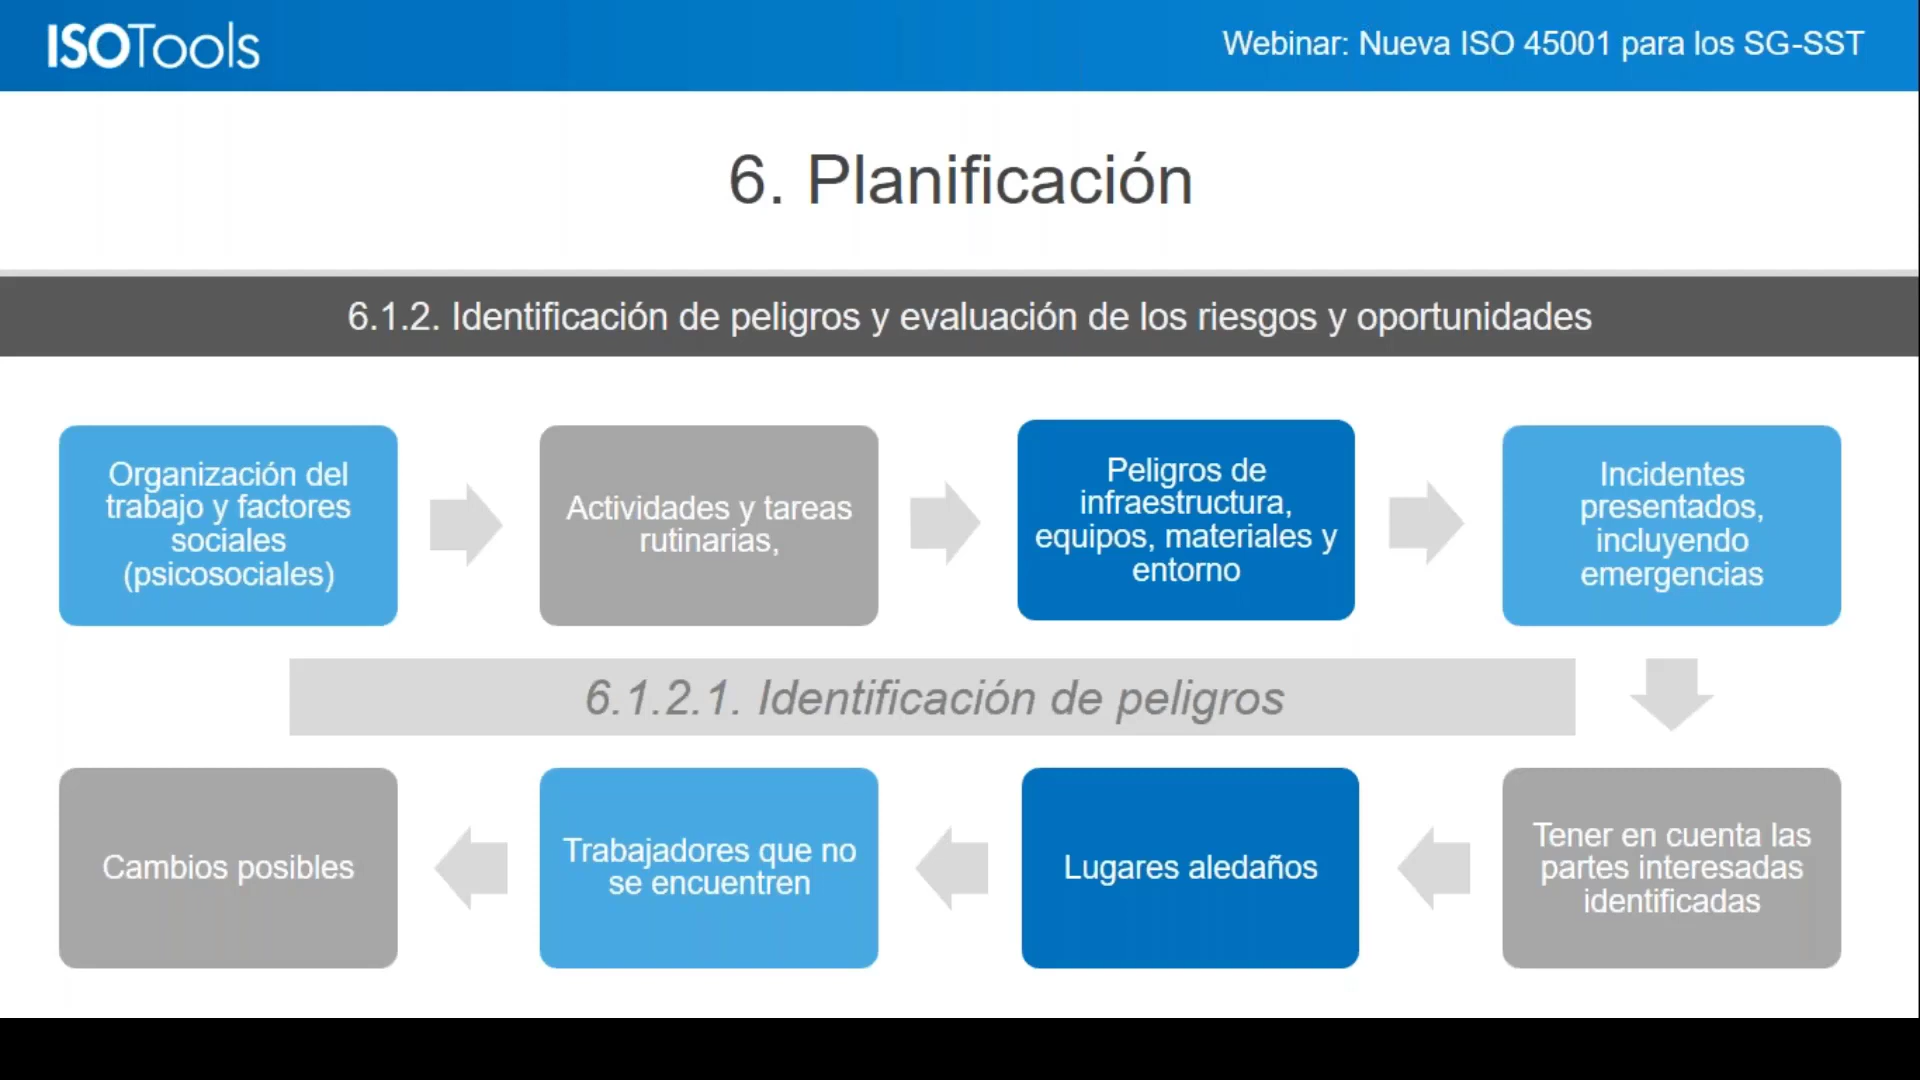 ISOTools
Webinar: Nueva ISO 45001 para los SG-SST
6. Planificación
6.1.2. Identificación de peligros y evaluación de los riesgos y oportunidades
Organización del
trabajo y factores
sociales
(psicosociales)
Actividades y tareas
rutinarias,
Peligros de
infraestructura,
equipos, materiales y
entorno
Incidentes
presentados,
incluyendo
emergencias
6.1.2.1. Identificación de peligros
Cambios posibles
Trabajadores que no
se encuentren
Lugares aledaños
Tener en cuenta las
partes interesadas
identificadas